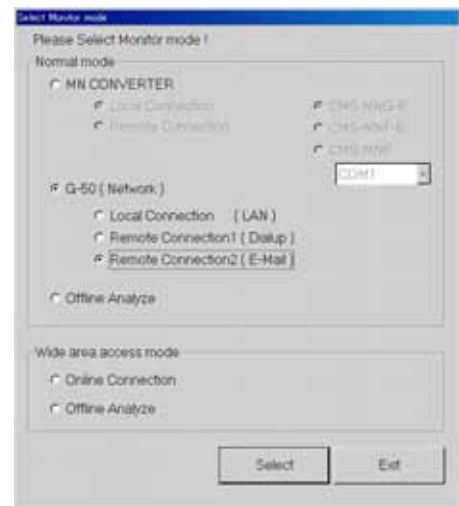 Select Monitor mode
Please Select Monitor mode !
Normal mode
MN CONVERTER
Local Connection
CMS-MNG-E
Remote Connection
CMS-MNF-E
CMS-MNF
COM1
G-50 ( Network )
Local Connection ( LAN )
Remote Connection1 ( Dialup )
Remote Connection2 ( E-Mail )
Offline Analyze
Wide area access mode
Online Connection
Offline Analyze
Select
Exit